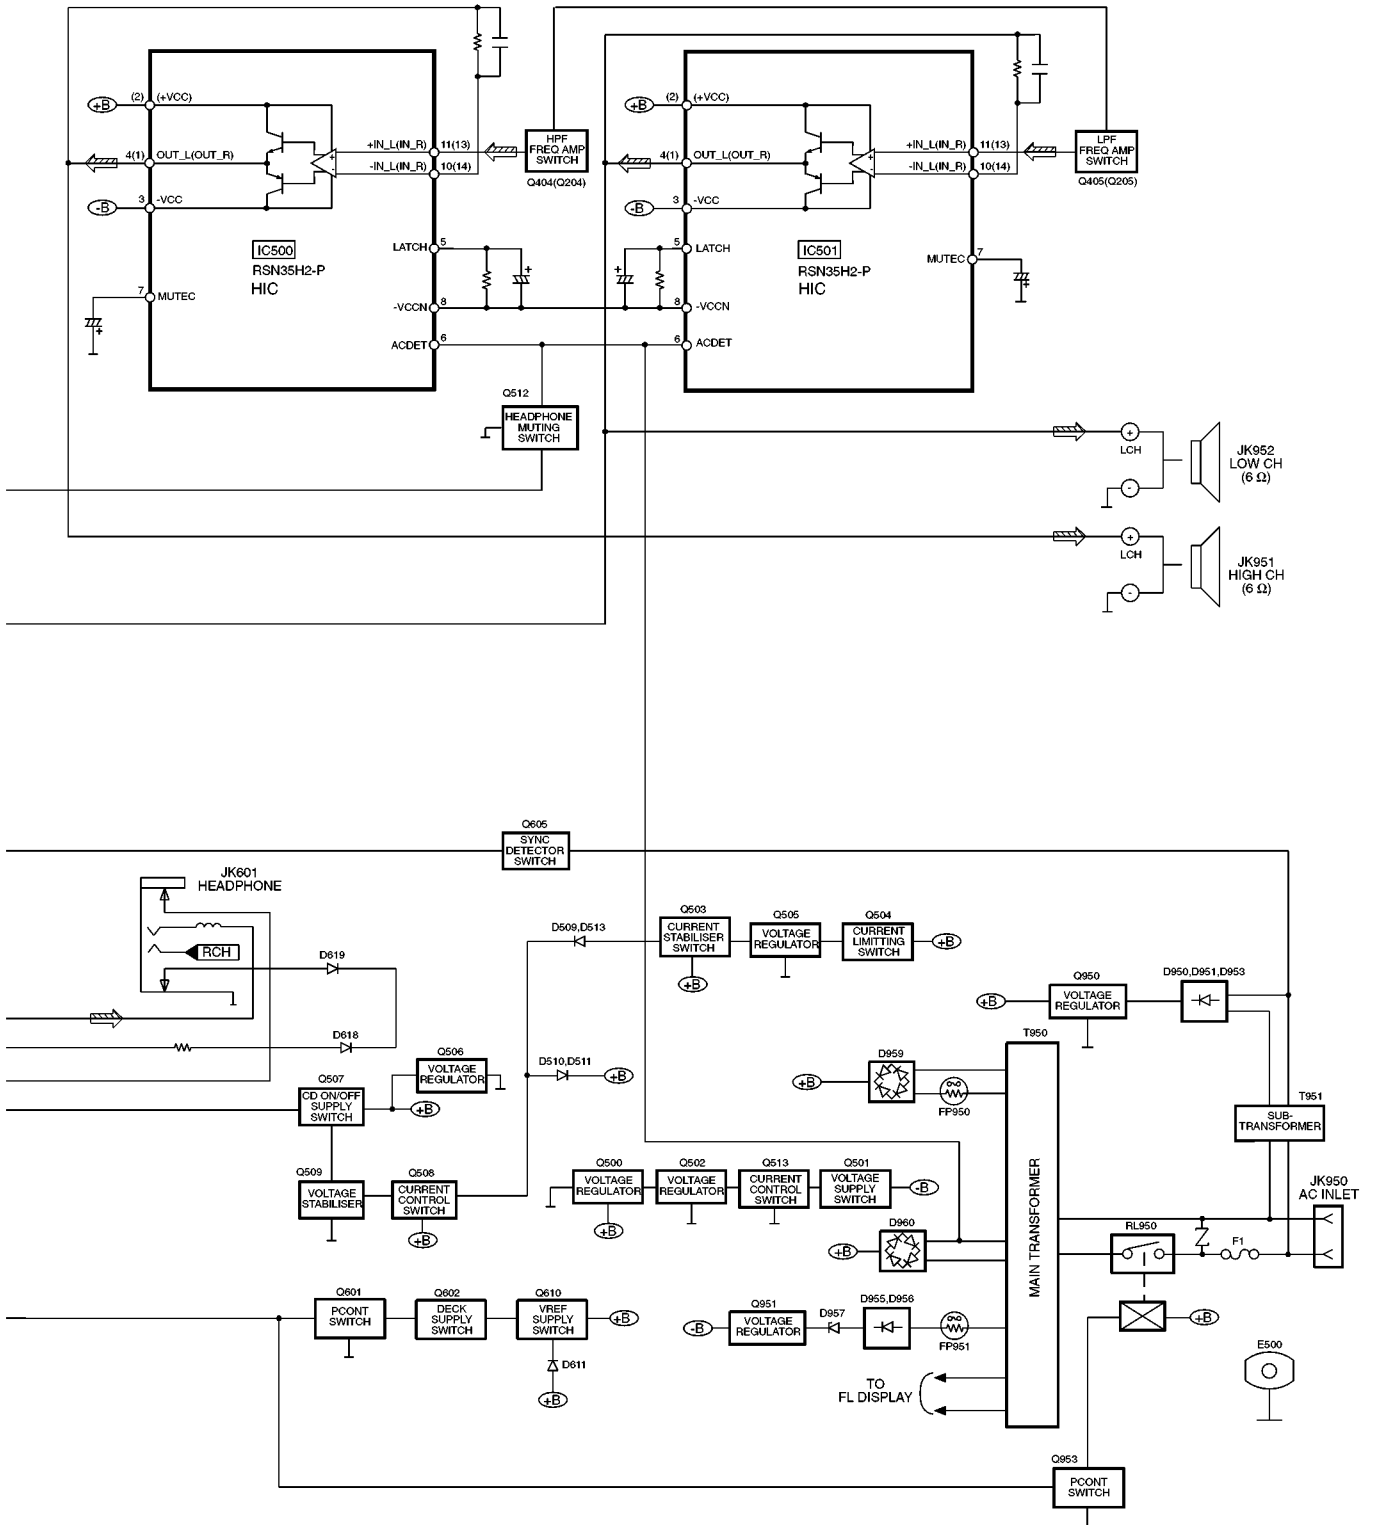 +B
(2)
(+VCC)
4(1)
OUT_L(OUT_R)
+IN_L(IN_R)
11(13)
-IN_L(IN_R)
10(14)
-B
3
-VCC
IC500
RSN35H2-P
HIC
LATCH
5
+
7
MUTEC
+
-VCCN
8
ACDET
6
+
-
HPF
FREQ AMP
SWITCH
Q404(Q204)
+B
(2)
(+VCC)
4(1)
OUT_L(OUT_R)
+IN_L(IN_R)
11(13)
-IN_L(IN_R)
10(14)
-B
3
-VCC
+
-
LPF
FREQ AMP
SWITCH
Q405(Q205)
5
LATCH
+
IC501
RSN35H2-P
HIC
MUTEC
7
+
8
-VCCN
6
ACDET
Q512
HEADPHONE
MUTING
SWITCH
+
LCH
-
JK952
LOW CH
(6 Ω)
+
LCH
-
JK951
HIGH CH
(6 Ω)
Q605
SYNC
DETECTOR
SWITCH
JK601
HEADPHONE
RCH
D619
D618
D509,D513
Q503
CURRENT
STABILISER
SWITCH
+B
Q505
VOLTAGE
REGULATOR
Q504
CURRENT
LIMITTING
SWITCH
+B
+B
Q950
VOLTAGE
REGULATOR
D950,D951,D953
T950
MAIN TRANSFORMER
Q506
VOLTAGE
REGULATOR
Q507
CD ON/OFF
SUPPLY
SWITCH
+B
D510,D511
+B
+B
D959
FP950
T951
SUB-
TRANSFORMER
Q509
VOLTAGE
STABILISER
Q508
CURRENT
CONTROL
SWITCH
+B
Q500
VOLTAGE
REGULATOR
+B
Q502
VOLTAGE
REGULATOR
Q513
CURRENT
CONTROL
SWITCH
Q501
VOLTAGE
SUPPLY
SWITCH
-B
+B
D960
JK950
AC INLET
RL950
F1
Q601
PCONT
SWITCH
Q602
DECK
SUPPLY
SWITCH
Q610
VREF
SUPPLY
SWITCH
+B
D611
+B
-B
Q951
VOLTAGE
REGULATOR
D957
D955,D956
FP951
+B
E500
TO
FL DISPLAY
Q953
PCONT
SWITCH